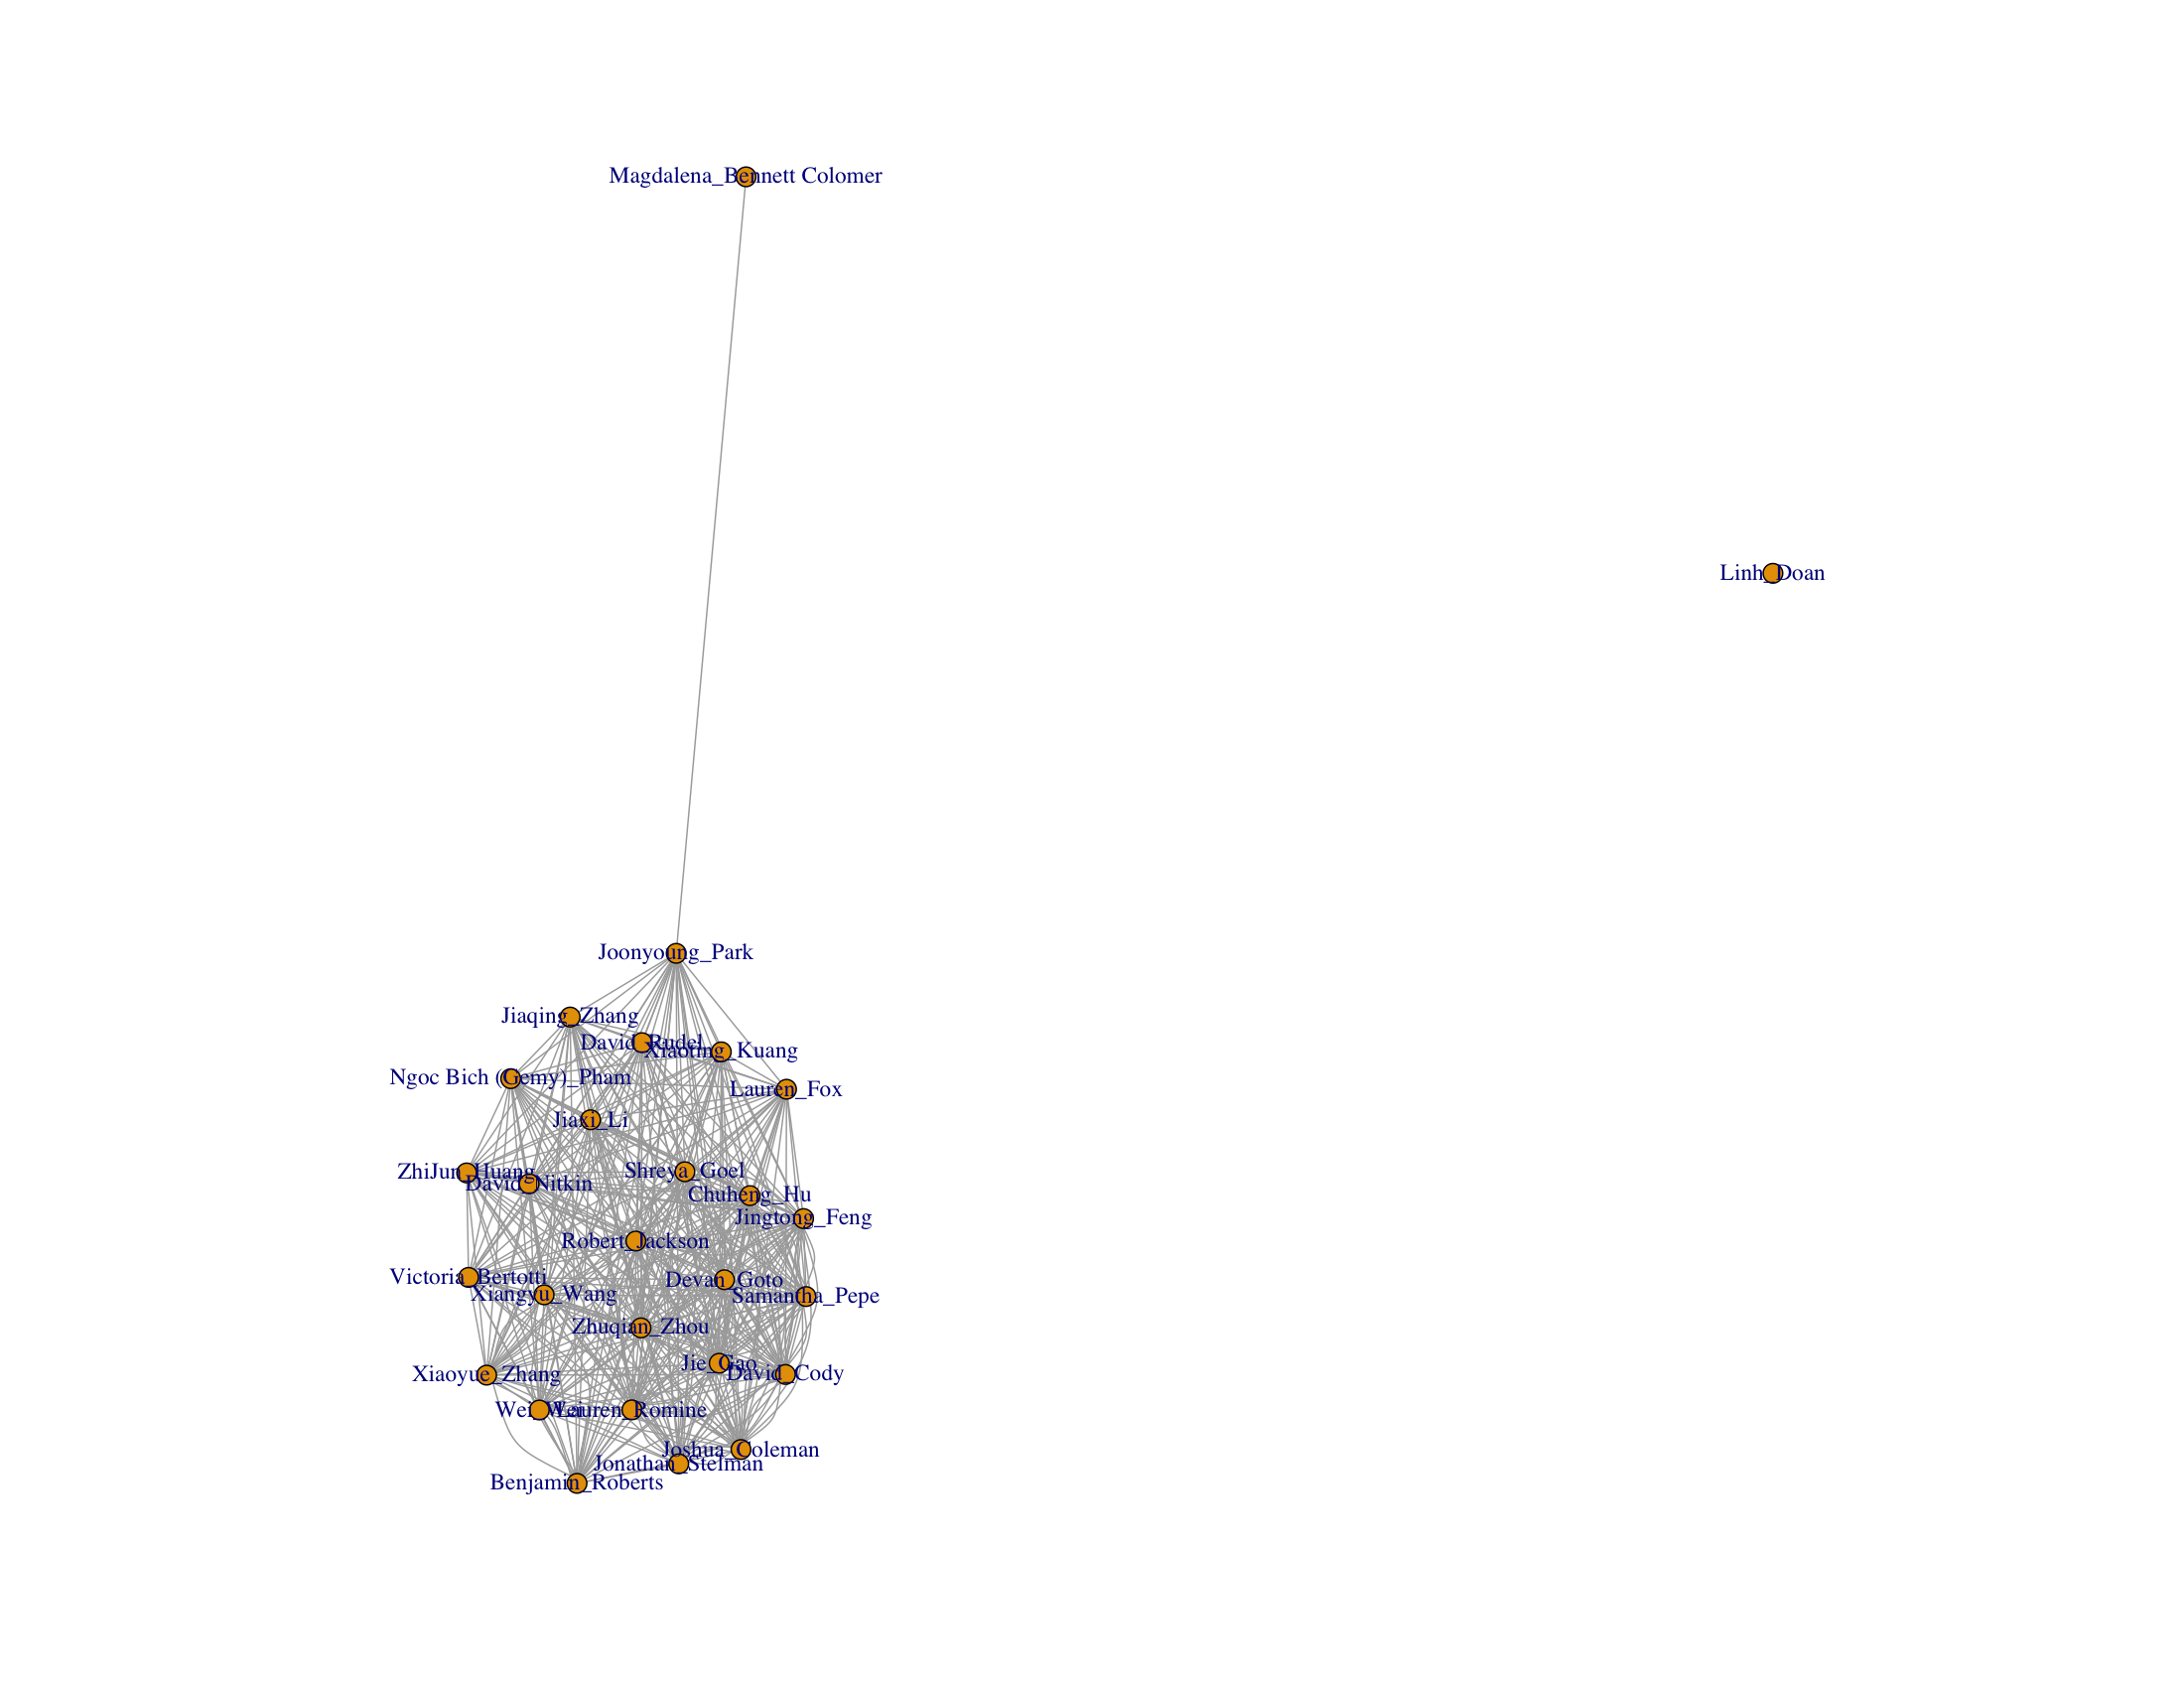 Magdalena_Bennett Colomer
Linh_Doan
Joonyoung_Park
Jiaqing_Zhang
David_Rudel
Xiaoting_Kuang
Ngoc Bich (Gemy)_Pham
Lauren_Fox
Jiaxi_Li
ZhiJun_Huang
Shreya_Goel
David_Nitkin
Chuheng_Hu
Jingtong_Feng
Robert_Jackson
Victoria_Bertotti
Devan_Goto
Xiangyu_Wang
Samantha_Pepe
Zhuqian_Zhou
Jie_Gao
David_Cody
Xiaoyue_Zhang
Wei_Wei
Lauren_Romine
Joshua_Coleman
Jonathan_Stelman
Benjamin_Roberts